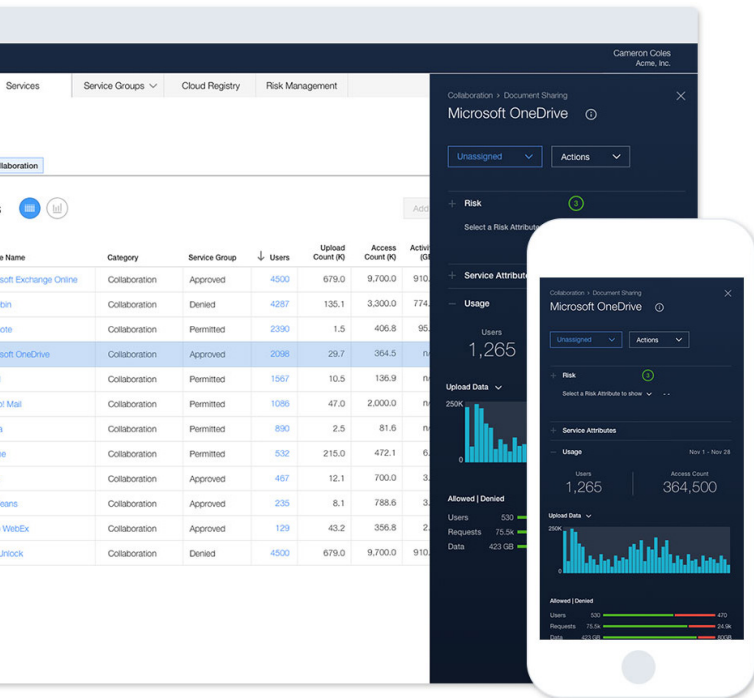 Cameron Coles
Acme, Inc.
Services Service Groups Cloud Registry Risk Management
llaboration
Add
e Name Category Service Group Users Upload Count (K) Access Count (K) Activi (GB
soft Exchange Online Collaboration Approved 4500 679.0 9,700.0 910.
bin Collaboration Denied 4287 135.1 3,300.0 774.
ote Collaboration Permitted 2390 1.5 406.8 95.
soft OneDrive Collaboration Approved 2098 29.7 364.5 n/
Collaboration Permitted 1567 10.5 136.9 n/
o! Mail Collaboration Permitted 1086 47.0 2,000.0 n/
a Collaboration Permitted 890 2.5 81.6 n/
e Collaboration Permitted 532 215.0 472.1 6.
Collaboration Approved 467 12.1 700.0 3.
eans Collaboration Approved 235 8.1 788.6 3.
WebEx Collaboration Approved 129 43.2 356.8 2.
Unlock Collaboration Denied 4500 679.0 9,700.0 910.
Collaboration › Document Sharing
Microsoft OneDrive
Unassigned Actions
Risk 3
Select a Risk Attribute
Service Attribut
Usage
Users
1,265
Upload Data
250K
0
Allowed | Denied
Users 530
Requests 75.5k
Data 423 GB
Collaboration › Document Sharing
Microsoft OneDrive
Unassigned Actions
Risk 3
Select a Risk Attribute to show --
Service Attributes
Usage Nov 1 - Nov 28
Users Access Count
1,265 364,500
Upload Data
250K
0
Allowed | Denied
Users 530 470
Requests 75.5k 24.9k
Data 423 GB 80GB